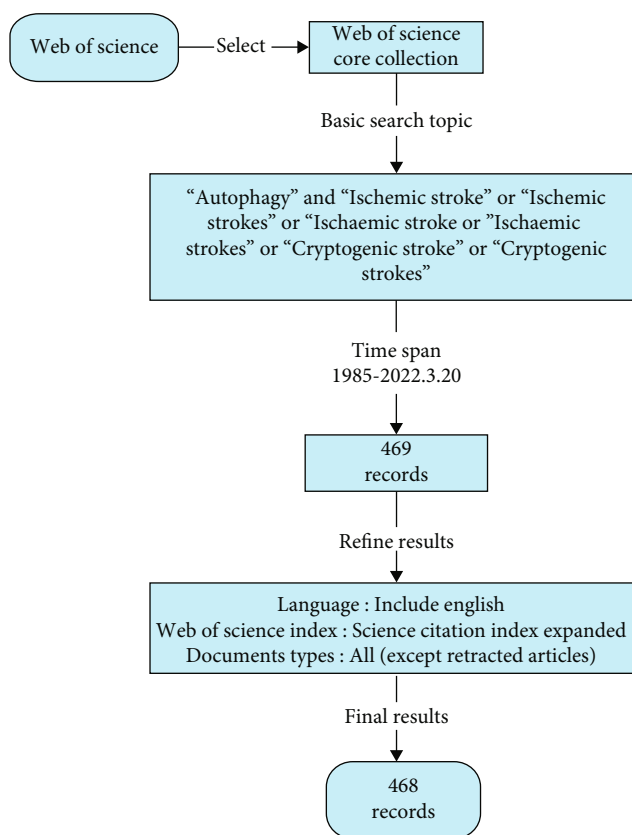 Web of science
Select
Web of science
core collection
Basic search topic
“Autophagy” and “Ischemic stroke” or “Ischemic
strokes” or “Ischaemic stroke or ”Ischaemic
strokes” or “Cryptogenic stroke” or “Cryptogenic
strokes”
Time span
1985-2022.3.20
469
records
Refine results
Language : Include english
Web of science index : Science citation index expanded
Documents types : All (except retracted articles)
Final results
468
records